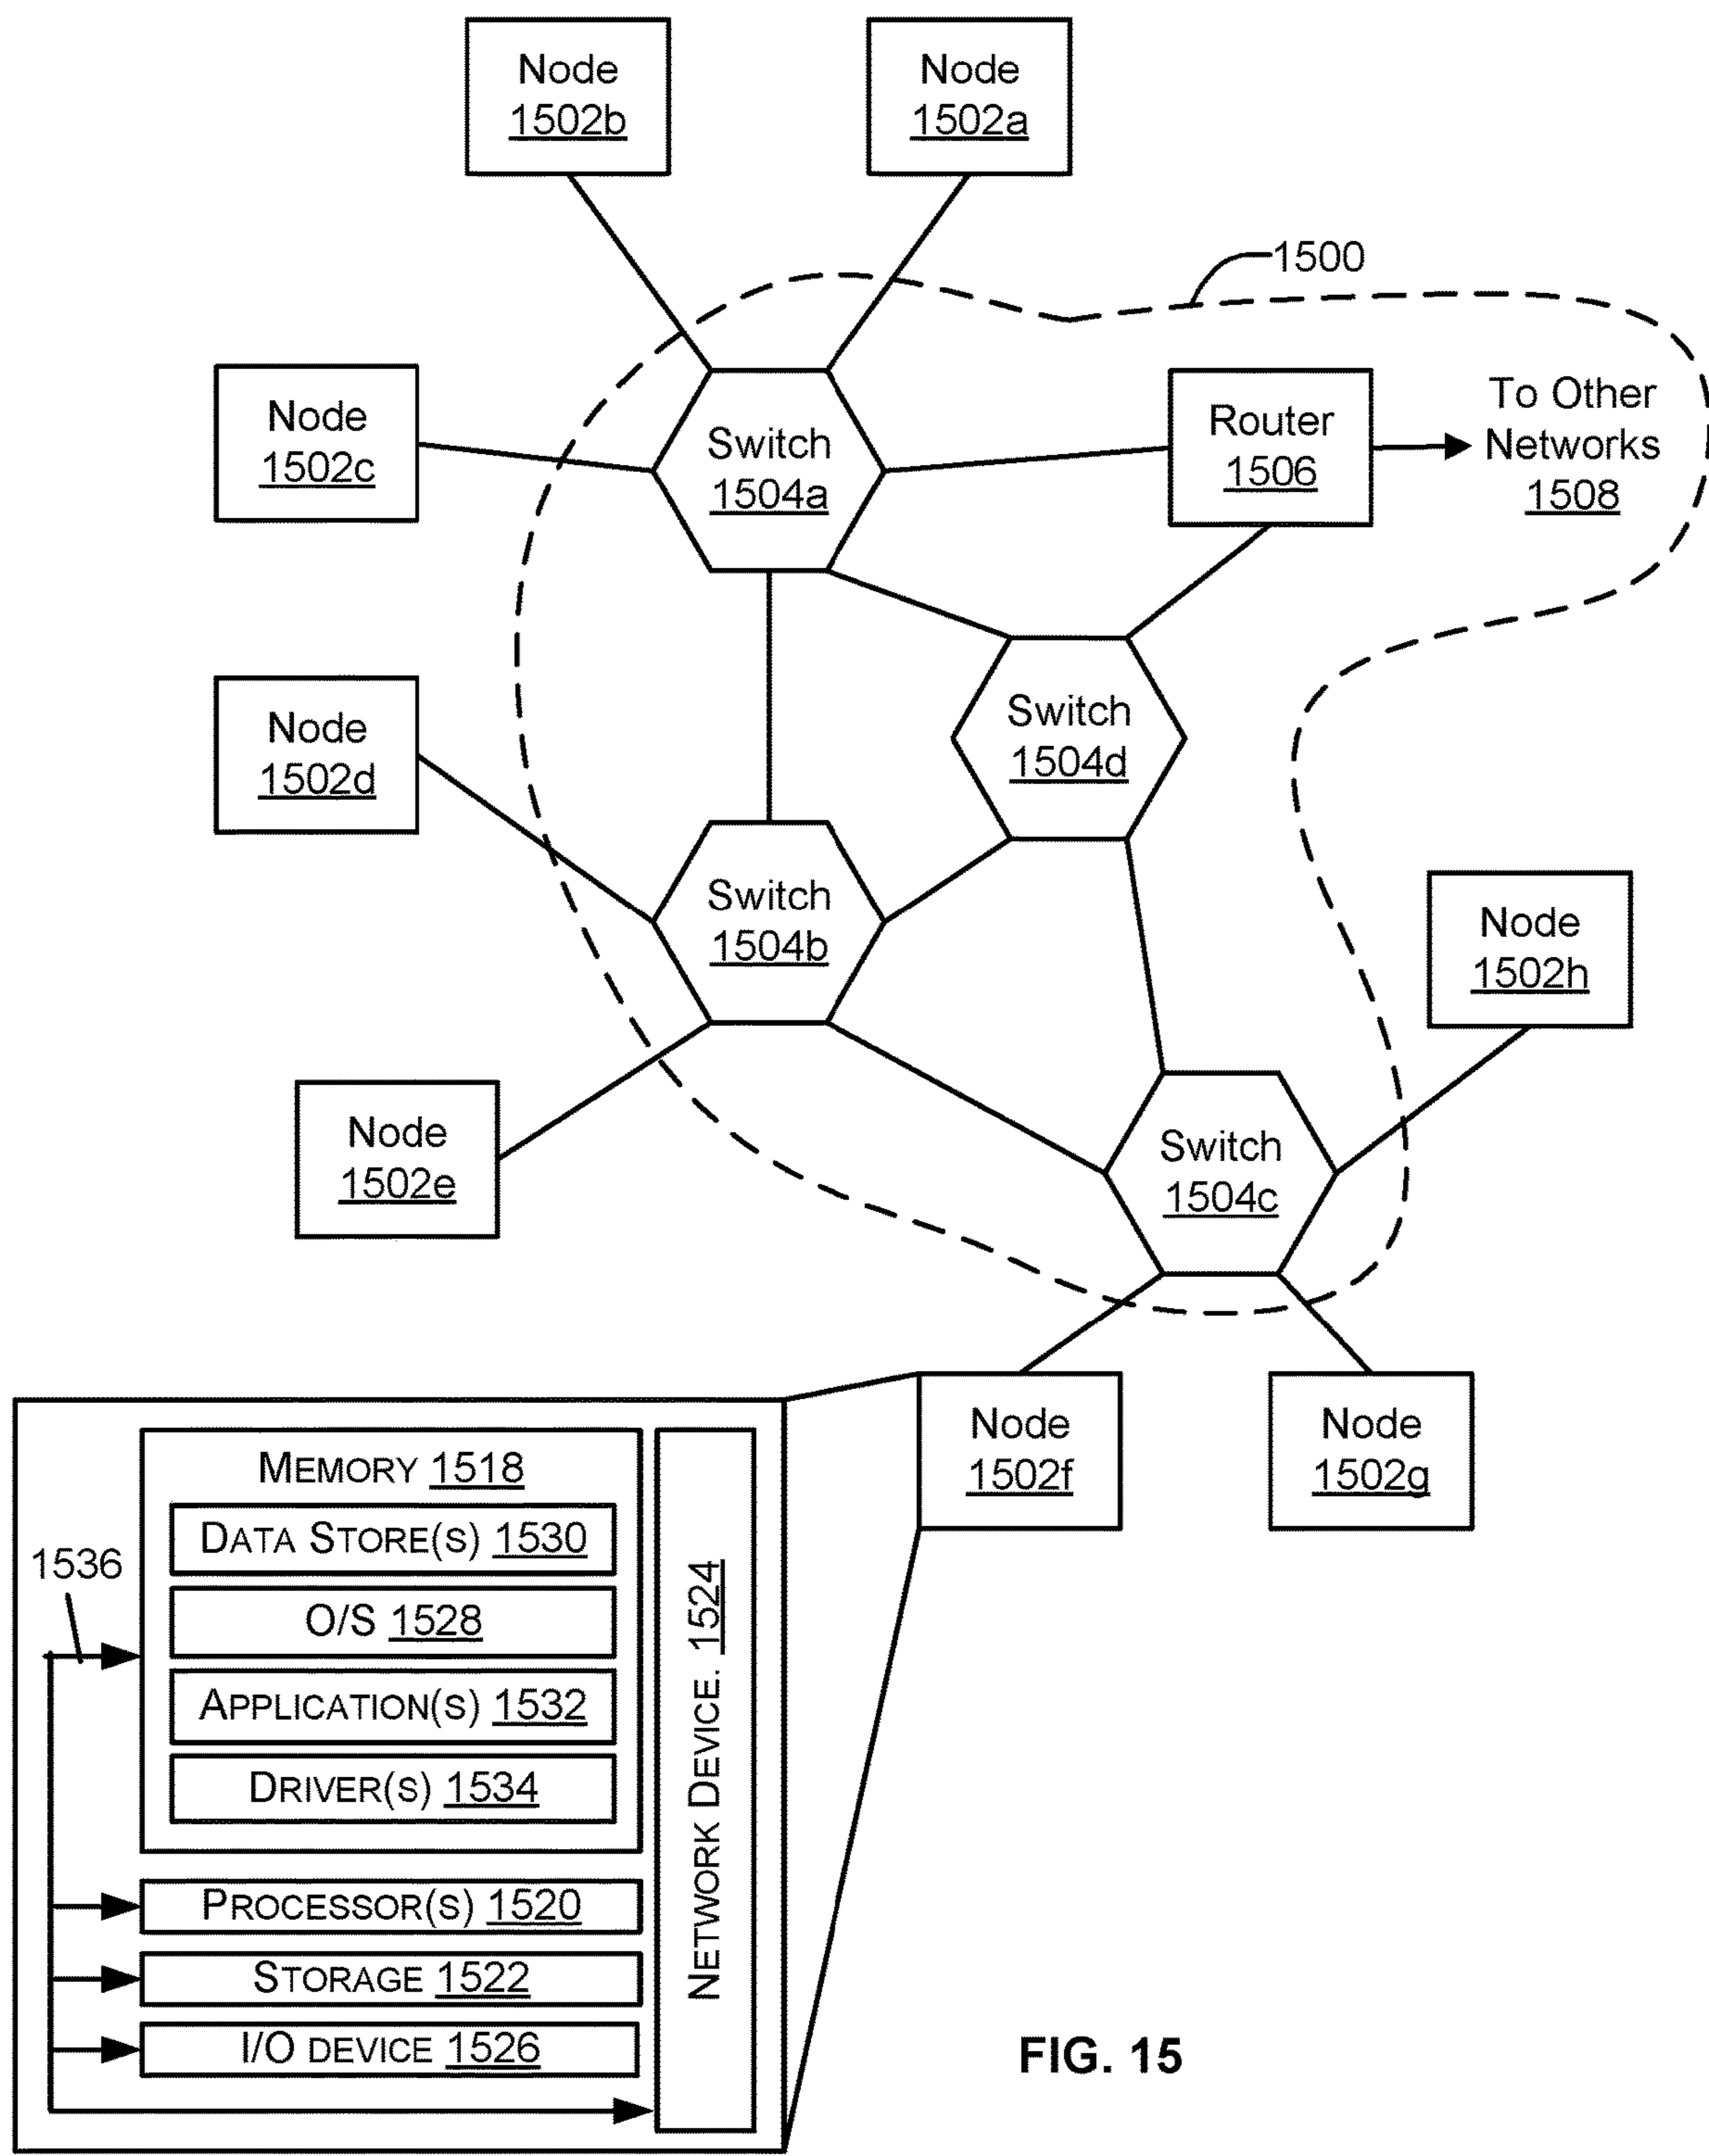 Node
1502b
Node
1502a
1500
Node
1502c
Switch
1504a
Router
1506
To Other
Networks
1508
Node
1502d
Switch
1504d
Switch
1504b
Node
1502h
Node
1502e
Switch
1504c
Node
1502f
Node
1502g
MEMORY 1518
DATA STORE(S) 1530
1536
O/S 1528
APPLICATION(S) 1532
DRIVER(S) 1534
NETWORK DEVICE. 1524
PROCESSOR(S) 1520
STORAGE 1522
I/O DEVICE 1526
FIG. 15